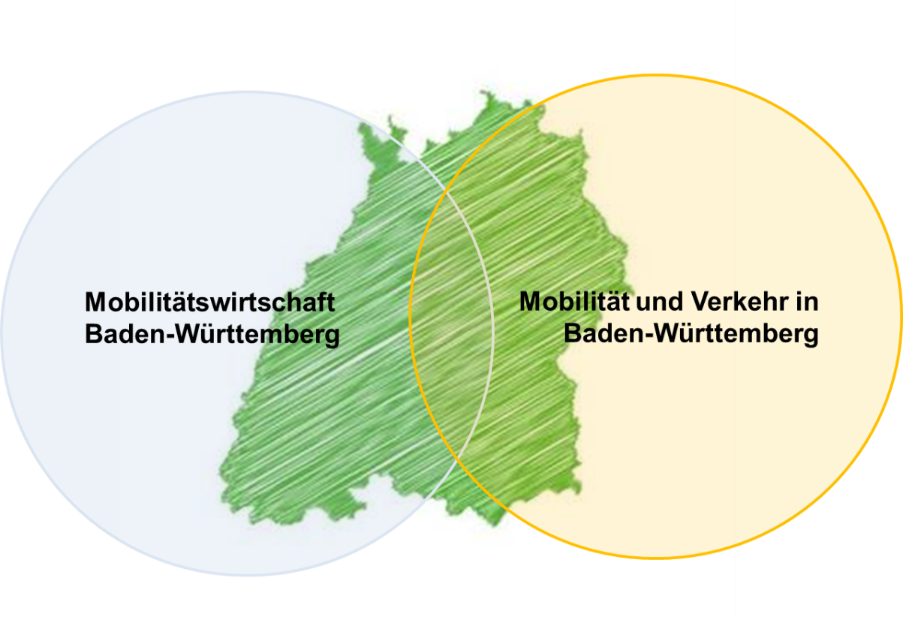 Mobilitätswirtschaft
Baden-Württemberg
Mobilität und Verkehr in
Baden-Württemberg